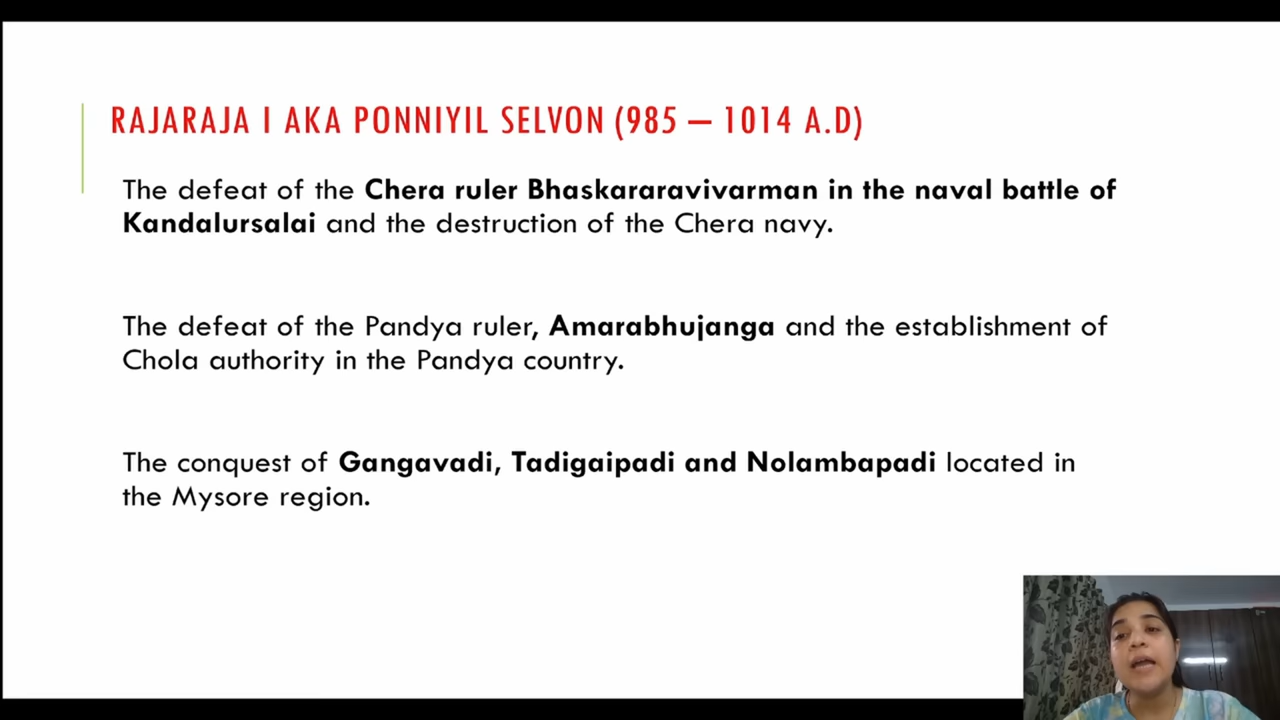 RAJARAJA I AKA PONNIYIL SELVON (985 – 1014 A.D)
The defeat of the Chera ruler Bhaskararavivarman in the naval battle of
Kandalursalai and the destruction of the Chera navy.
The defeat of the Pandya ruler, Amarabhujanga and the establishment of
Chola authority in the Pandya country.
The conquest of Gangavadi, Tadigaipadi and Nolambapadi located in
the Mysore region.